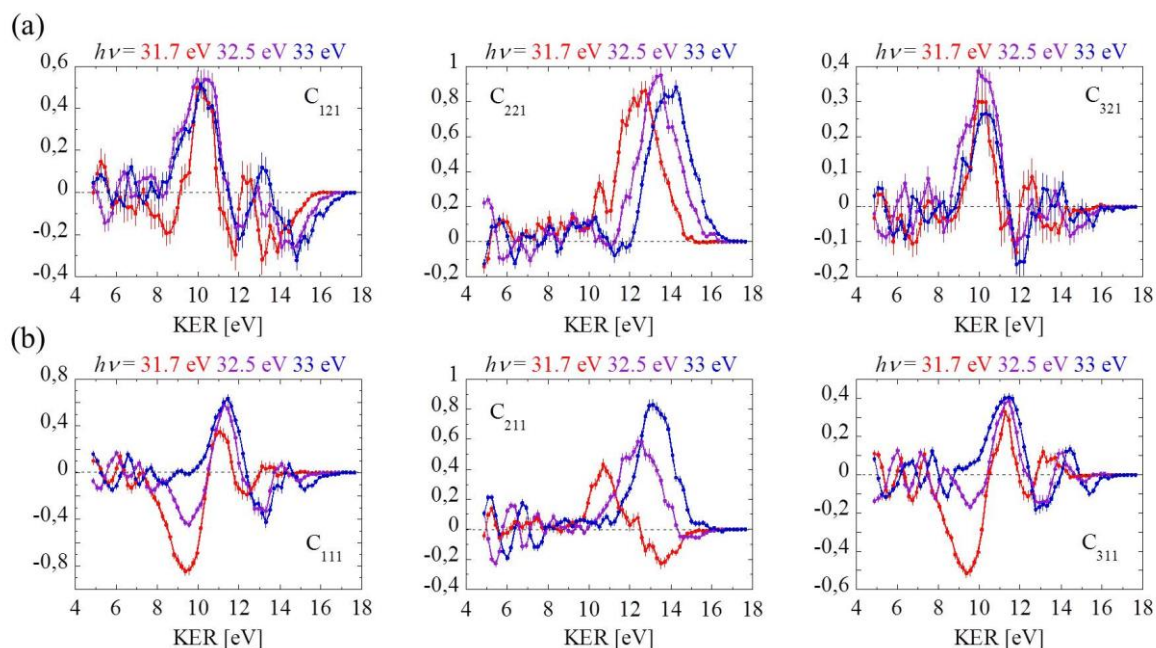 (a)
hν = 31.7 eV 32.5 eV 33 eV
0,6
0,4
0,2
0
-0,2
-0,4
C121
4 6 8 10 12 14 16 18
KER [eV]
hν = 31.7 eV 32.5 eV 33 eV
1
0,8
0,6
0,4
0,2
0
-0,2
C221
4 6 8 10 12 14 16 18
KER [eV]
hν = 31.7 eV 32.5 eV 33 eV
0,4
0,3
0,2
0,1
0
-0,1
-0,2
C321
4 6 8 10 12 14 16 18
KER [eV]
(b)
hν = 31.7 eV 32.5 eV 33 eV
0,8
0,4
0
-0,4
-0,8
C111
4 6 8 10 12 14 16 18
KER [eV]
hν = 31.7 eV 32.5 eV 33 eV
1
0,8
0,6
0,4
0,2
0
-0,2
-0,4
C211
4 6 8 10 12 14 16 18
KER [eV]
hν = 31.7 eV 32.5 eV 33 eV
0,4
0,2
0
-0,2
-0,4
-0,6
C311
4 6 8 10 12 14 16 18
KER [eV]